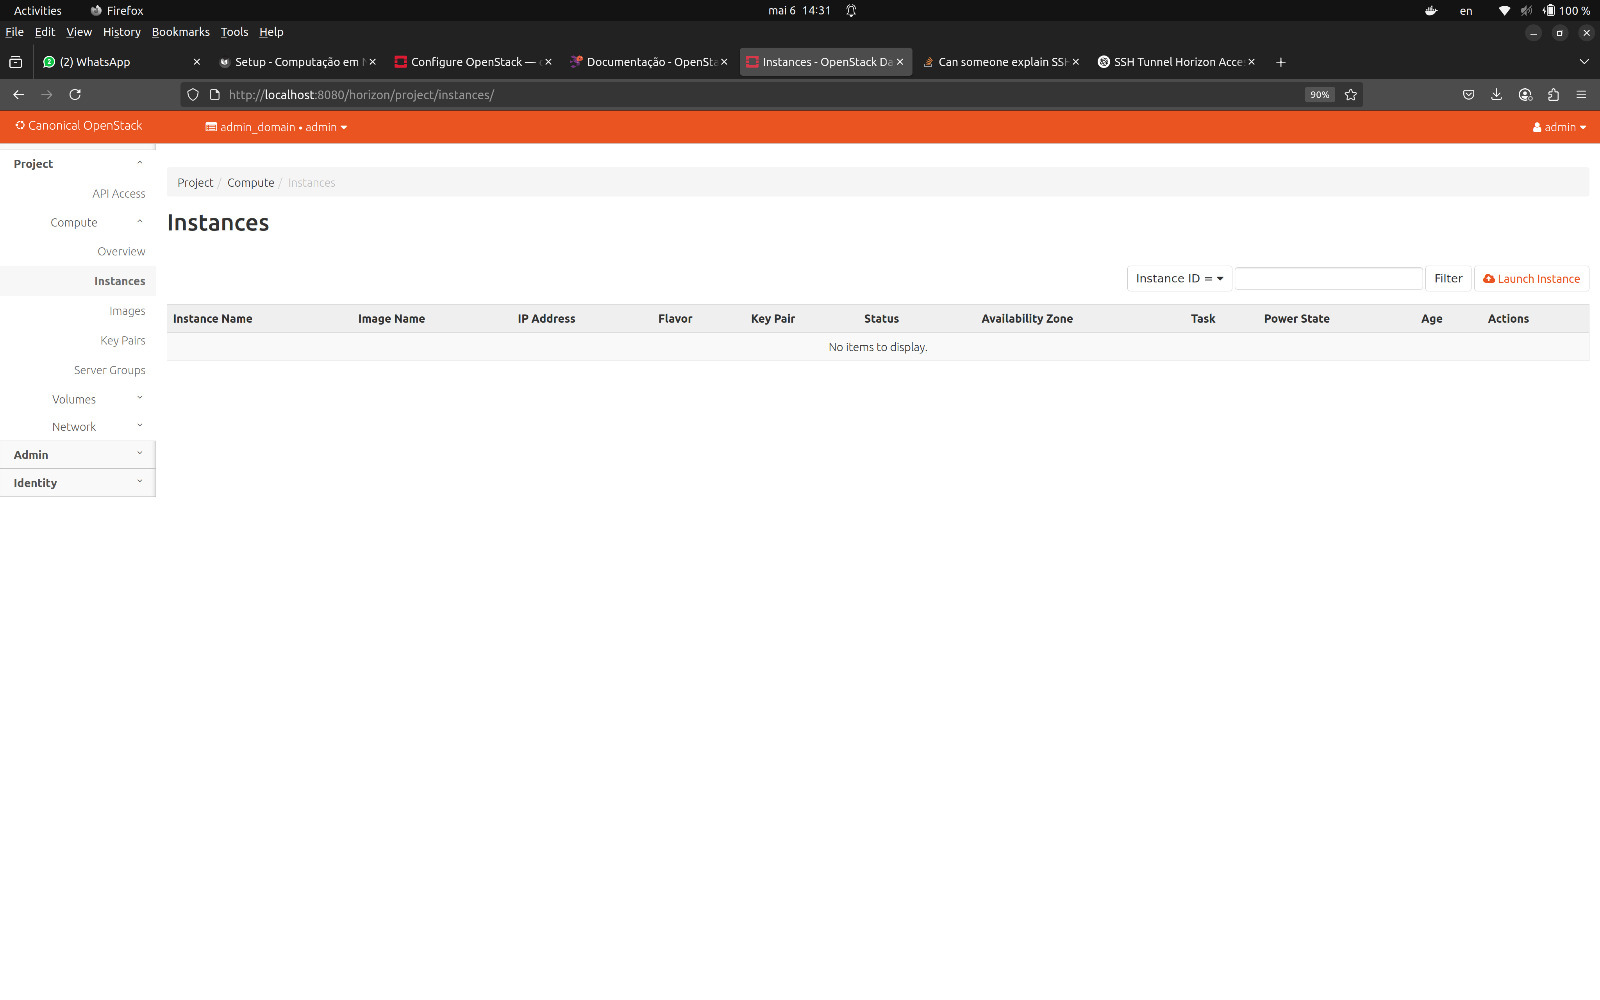 Activities Firefox mai 6 14:31 en 100 %
File Edit View History Bookmarks Tools Help
(2) WhatsApp Setup - Computação em Configure OpenStack — Documentação - OpenSta Instances - OpenStack Da Can someone explain SSH SSH Tunnel Horizon Acce
http://localhost:8080/horizon/project/instances/ 90%
Canonical OpenStack admin_domain • admin admin
Project
API Access
Compute
Overview
Instances
Images
Key Pairs
Server Groups
Volumes
Network
Admin
Identity
Project / Compute / Instances
Instances
Instance ID = Filter Launch Instance
Instance Name Image Name IP Address Flavor Key Pair Status Availability Zone Task Power State Age Actions
No items to display.